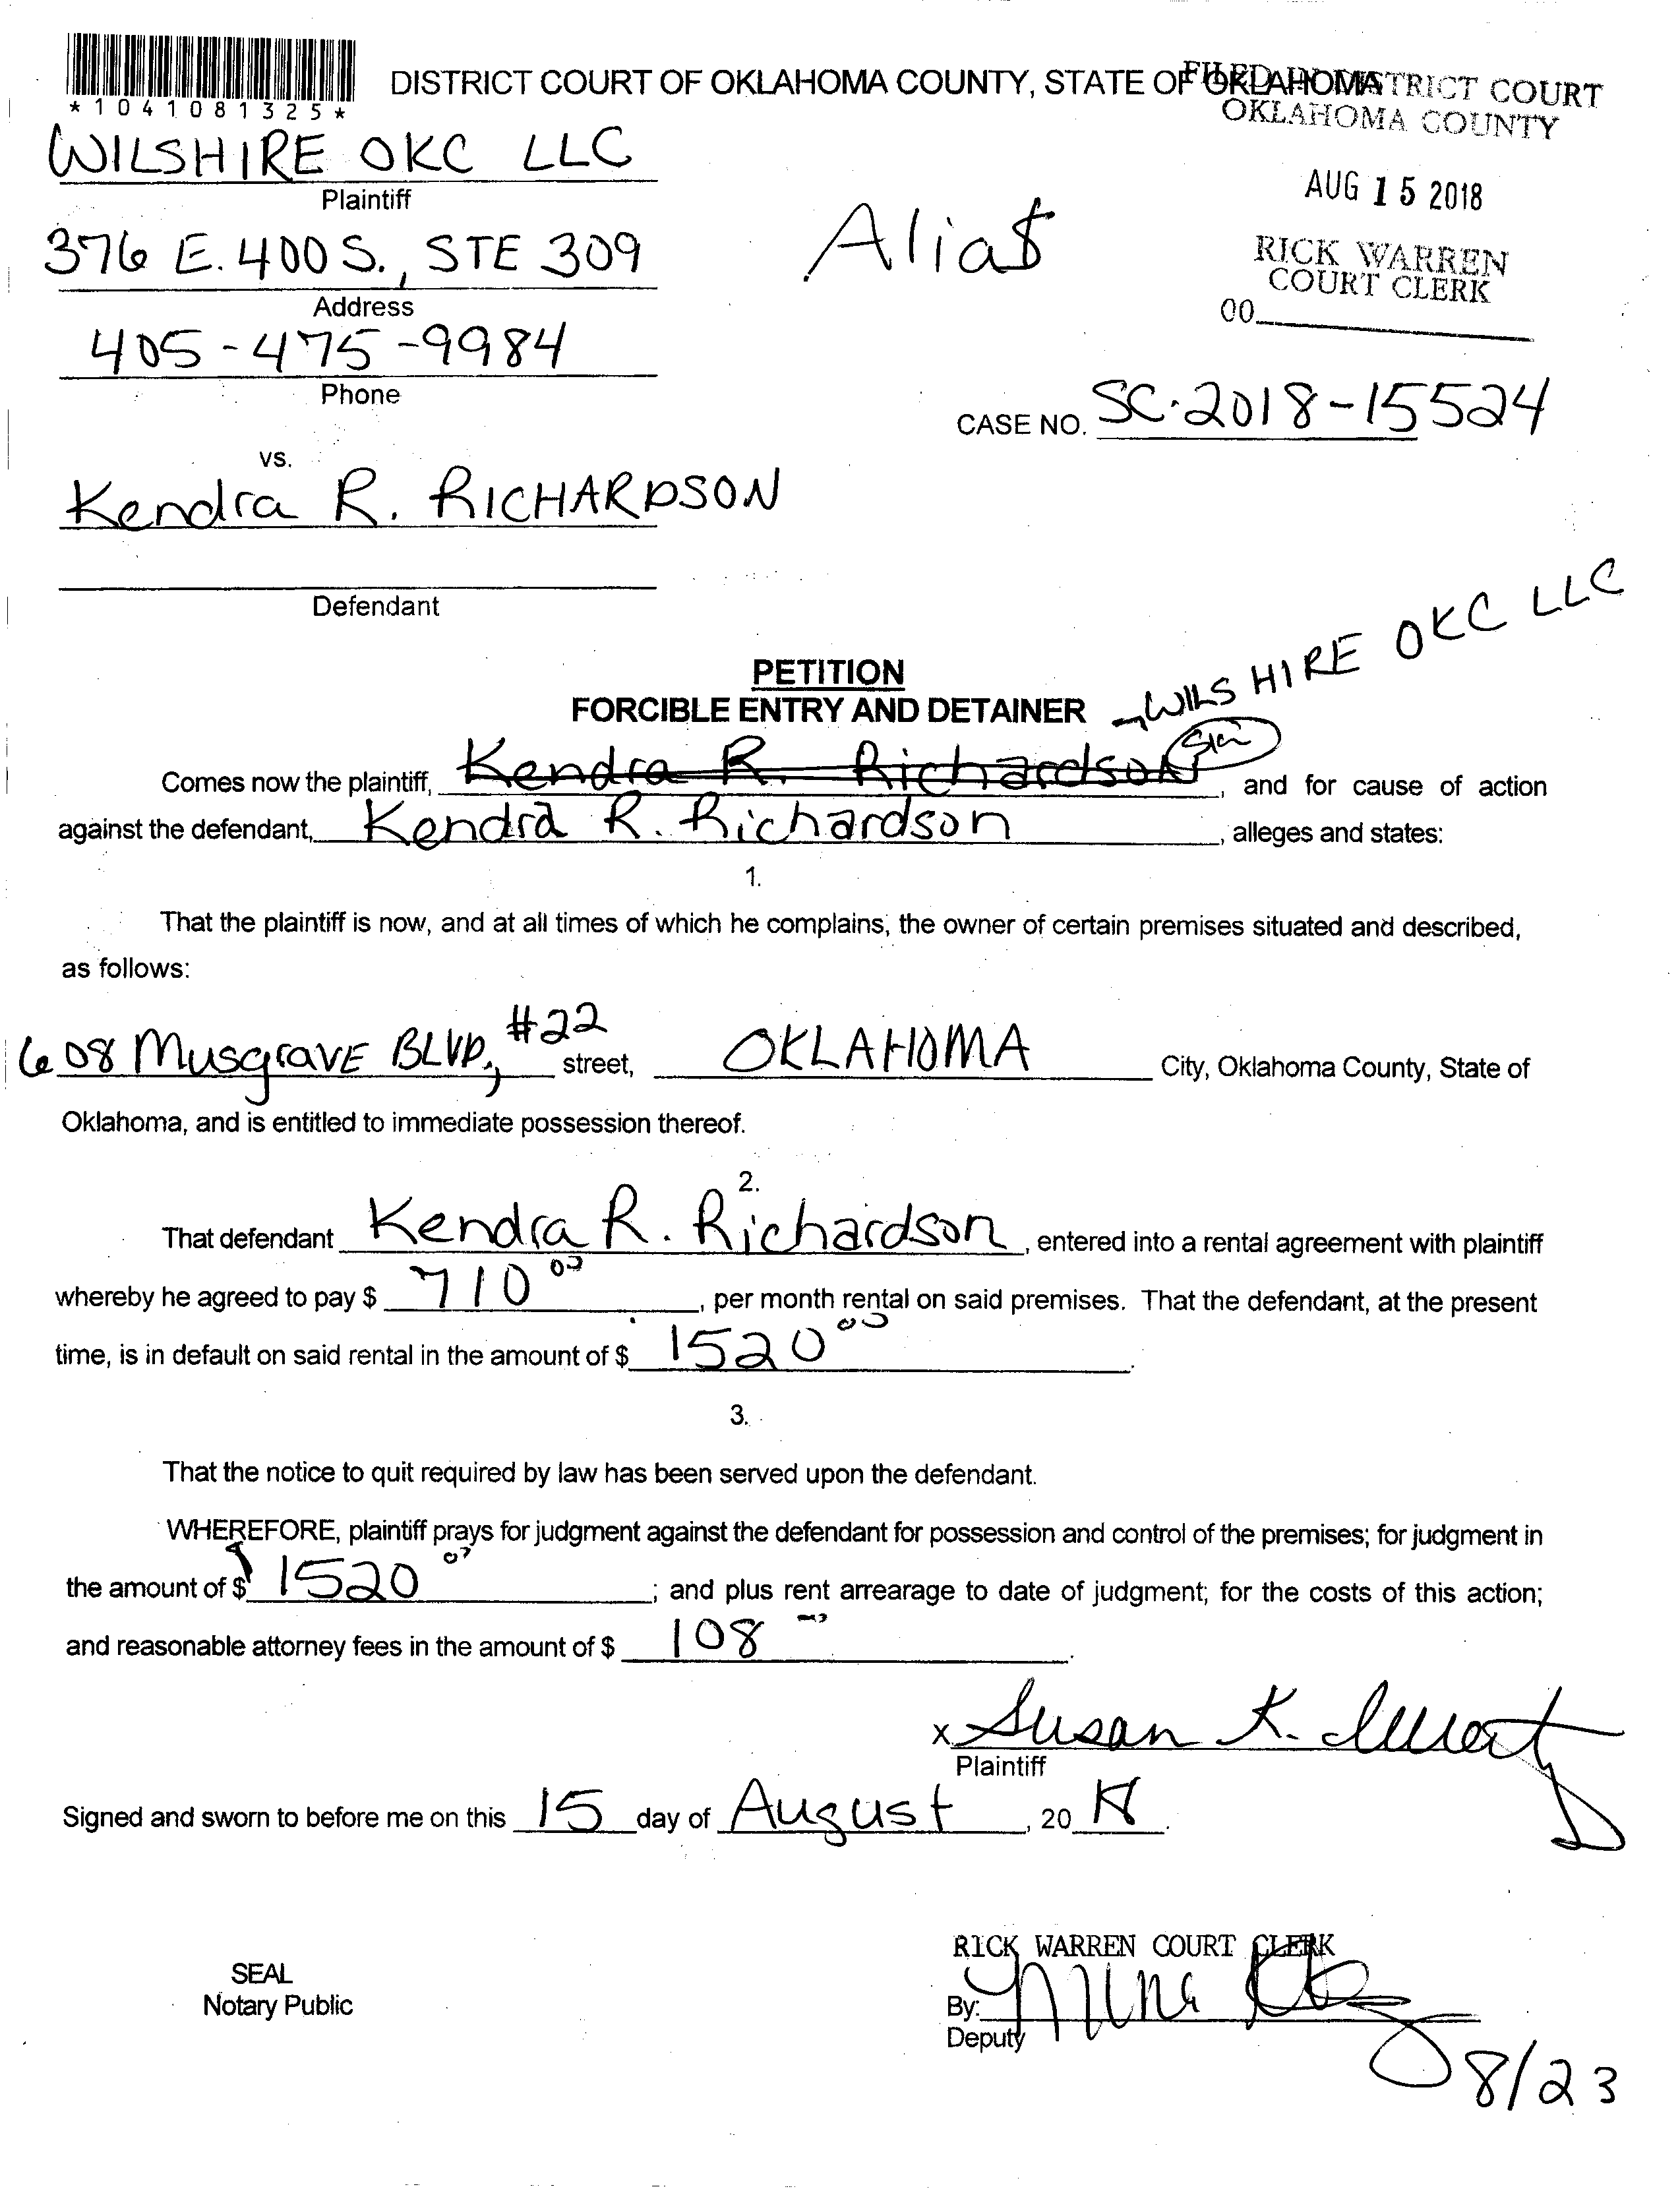 *1041081325*
DISTRICT COURT OF OKLAHOMA COUNTY, STATE OF OKLAHOMA
FILED IN DISTRICT COURT
OKLAHOMA COUNTY
WILSHIRE OKC LLC
Plaintiff
AUG 15 2018
376 E. 400 S., STE 309
Address
Alia$
RICK WARREN
COURT CLERK
00
405-475-9984
Phone
CASE NO. SC-2018-15524
VS.
Kendra R. RICHARDSON
Defendant
PETITION
FORCIBLE ENTRY AND DETAINER
WILSHIRE OKC LLC
Comes now the plaintiff, Kendra R. Richardson, and for cause of action
against the defendant, Kendra R. Richardson, alleges and states:
1.
That the plaintiff is now, and at all times of which he complains, the owner of certain premises situated and described,
as follows:
608 Musgrave BLVD, #22 street, OKLAHOMA City, Oklahoma County, State of
Oklahoma, and is entitled to immediate possession thereof.
2.
That defendant Kendra R. Richardson, entered into a rental agreement with plaintiff
whereby he agreed to pay $ 710 00, per month rental on said premises. That the defendant, at the present
time, is in default on said rental in the amount of $ 1520 00.
3.
That the notice to quit required by law has been served upon the defendant.
WHEREFORE, plaintiff prays for judgment against the defendant for possession and control of the premises; for judgment in
the amount of $ 1520 00; and plus rent arrearage to date of judgment; for the costs of this action;
and reasonable attorney fees in the amount of $ 108.
x Susan K.
Plaintiff
Signed and sworn to before me on this 15 day of August, 20 18.
RICK WARREN COURT CLERK
SEAL
Notary Public
By:
Deputy
8/23